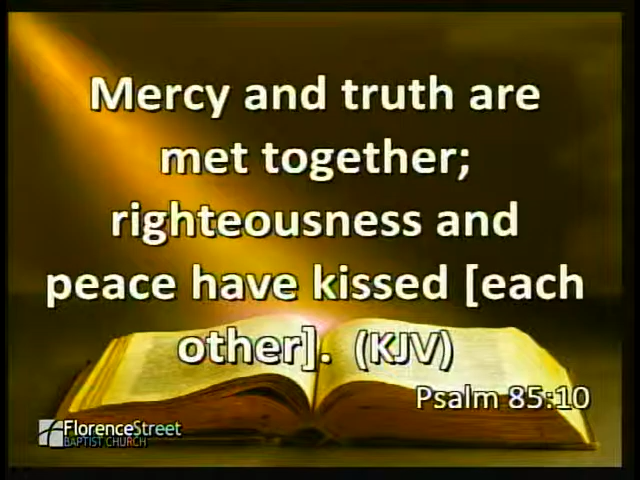 Mercy and truth are
met together;
righteousness and
peace have kissed [each
other]. (KJV)
Psalm 85:10
FlorenceStreet
BAPTIST CHURCH